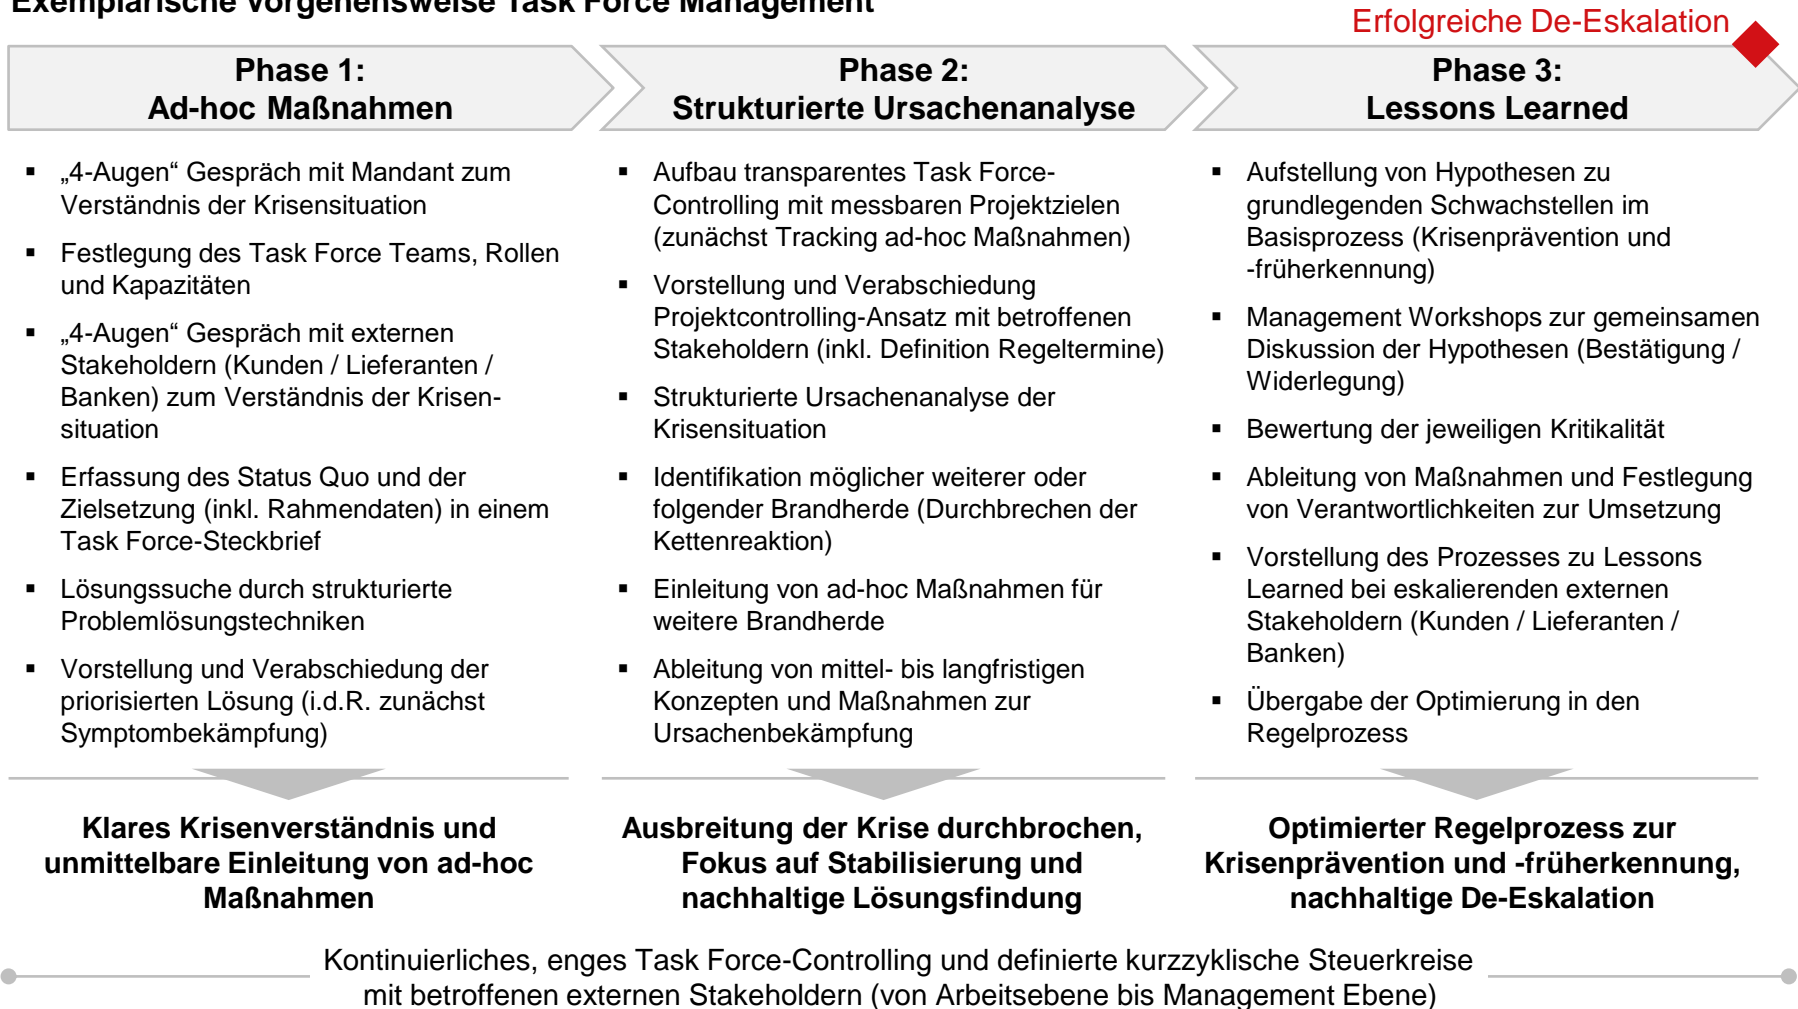 Exemplarische Vorgehensweise Task Force Management
Erfolgreiche De-Eskalation
Phase 1:
Ad-hoc Maßnahmen
▪ „4-Augen“ Gespräch mit Mandant zum
Verständnis der Krisensituation
▪ Festlegung des Task Force Teams, Rollen
und Kapazitäten
▪ „4-Augen“ Gespräch mit externen
Stakeholdern (Kunden / Lieferanten /
Banken) zum Verständnis der Krisen-
situation
▪ Erfassung des Status Quo und der
Zielsetzung (inkl. Rahmendaten) in einem
Task Force-Steckbrief
▪ Lösungssuche durch strukturierte
Problemlösungstechniken
▪ Vorstellung und Verabschiedung der
priorisierten Lösung (i.d.R. zunächst
Symptombekämpfung)
Klares Krisenverständnis und
unmittelbare Einleitung von ad-hoc
Maßnahmen
Phase 2:
Strukturierte Ursachenanalyse
▪ Aufbau transparentes Task Force-
Controlling mit messbaren Projektzielen
(zunächst Tracking ad-hoc Maßnahmen)
▪ Vorstellung und Verabschiedung
Projektcontrolling-Ansatz mit betroffenen
Stakeholdern (inkl. Definition Regeltermine)
▪ Strukturierte Ursachenanalyse der
Krisensituation
▪ Identifikation möglicher weiterer oder
folgender Brandherde (Durchbrechen der
Kettenreaktion)
▪ Einleitung von ad-hoc Maßnahmen für
weitere Brandherde
▪ Ableitung von mittel- bis langfristigen
Konzepten und Maßnahmen zur
Ursachenbekämpfung
Ausbreitung der Krise durchbrochen,
Fokus auf Stabilisierung und
nachhaltige Lösungsfindung
Phase 3:
Lessons Learned
▪ Aufstellung von Hypothesen zu
grundlegenden Schwachstellen im
Basisprozess (Krisenprävention und
-früherkennung)
▪ Management Workshops zur gemeinsamen
Diskussion der Hypothesen (Bestätigung /
Widerlegung)
▪ Bewertung der jeweiligen Kritikalität
▪ Ableitung von Maßnahmen und Festlegung
von Verantwortlichkeiten zur Umsetzung
▪ Vorstellung des Prozesses zu Lessons
Learned bei eskalierenden externen
Stakeholdern (Kunden / Lieferanten /
Banken)
▪ Übergabe der Optimierung in den
Regelprozess
Optimierter Regelprozess zur
Krisenprävention und -früherkennung,
nachhaltige De-Eskalation
Kontinuierliches, enges Task Force-Controlling und definierte kurzzyklische Steuerkreise
mit betroffenen externen Stakeholdern (von Arbeitsebene bis Management Ebene)